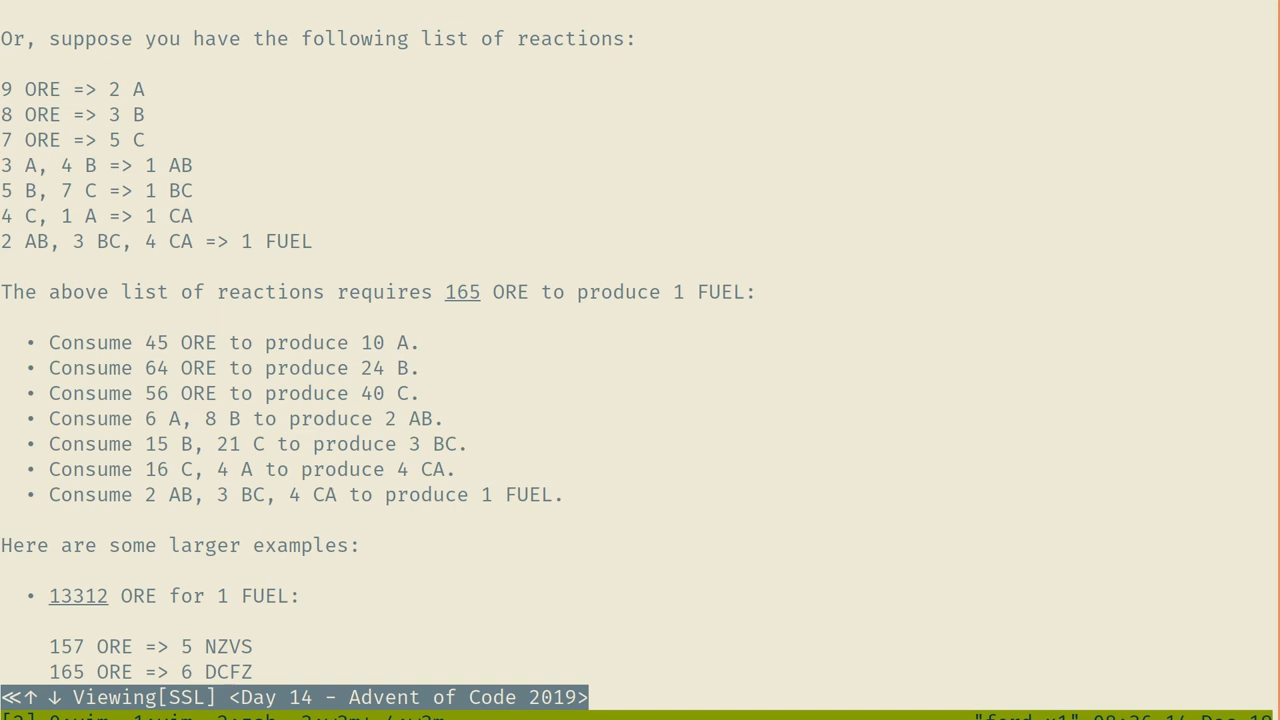 Or, suppose you have the following list of reactions:
9 ORE => 2 A
8 ORE => 3 B
7 ORE => 5 C
3 A, 4 B => 1 AB
5 B, 7 C => 1 BC
4 C, 1 A => 1 CA
2 AB, 3 BC, 4 CA => 1 FUEL
The above list of reactions requires 165 ORE to produce 1 FUEL:
• Consume 45 ORE to produce 10 A.
• Consume 64 ORE to produce 24 B.
• Consume 56 ORE to produce 40 C.
• Consume 6 A, 8 B to produce 2 AB.
• Consume 15 B, 21 C to produce 3 BC.
• Consume 16 C, 4 A to produce 4 CA.
• Consume 2 AB, 3 BC, 4 CA to produce 1 FUEL.
Here are some larger examples:
• 13312 ORE for 1 FUEL:
157 ORE => 5 NZVS
165 ORE => 6 DCFZ
≪↑ ↓ Viewing[SSL] <Day 14 - Advent of Code 2019>